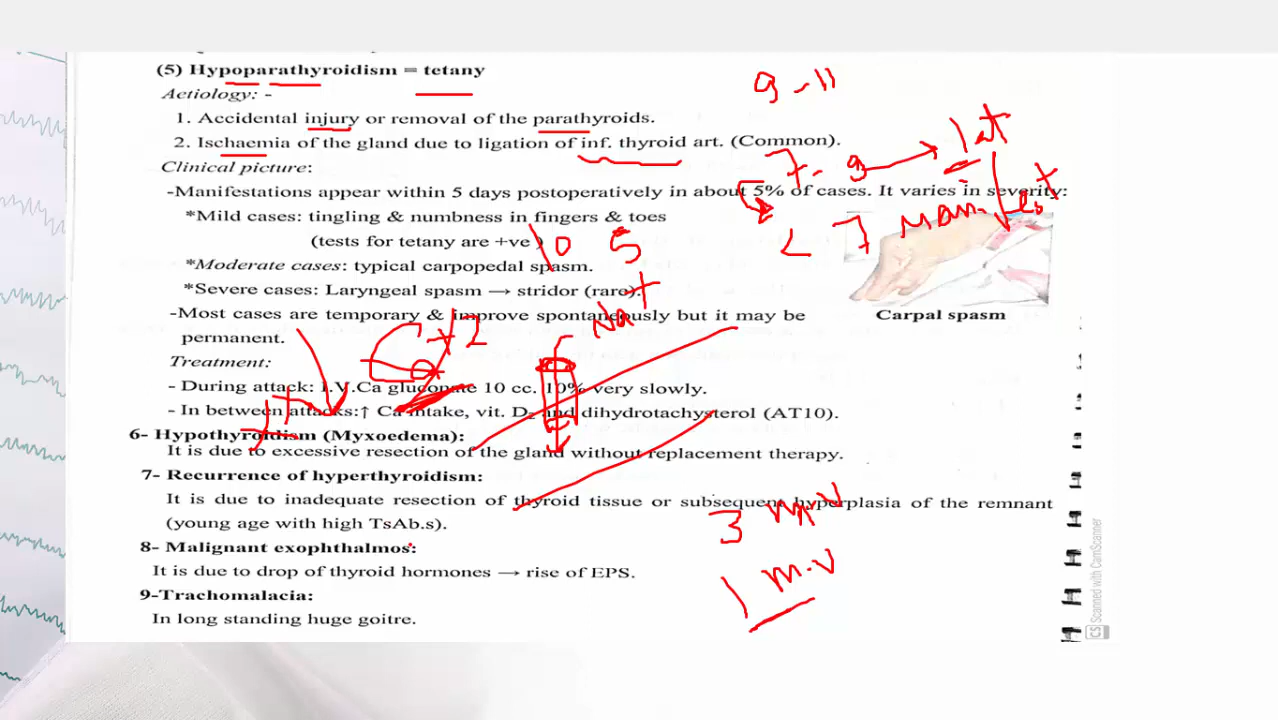 (5) Hypoparathyroidism = tetany
Aetiology: -
1. Accidental injury or removal of the parathyroids.
2. Ischaemia of the gland due to ligation of inf. thyroid art. (Common).
Clinical picture:
-Manifestations appear within 5 days postoperatively in about 5% of cases. It varies in severity:
*Mild cases: tingling & numbness in fingers & toes
(tests for tetany are +ve )
*Moderate cases: typical carpopedal spasm.
*Severe cases: Laryngeal spasm → stridor (rare).
-Most cases are temporary & improve spontaneously but it may be
permanent.
Carpal spasm
Treatment:
- During attack: I.V.Ca gluconate 10 cc. 10% very slowly.
- In between attacks:↑ Ca intake, vit. D₂ and dihydrotachysterol (AT10).
6- Hypothyroidism (Myxoedema):
It is due to excessive resection of the gland without replacement therapy.
7- Recurrence of hyperthyroidism:
It is due to inadequate resection of thyroid tissue or subsequent hyperplasia of the remnant
(young age with high TsAb.s).
8- Malignant exophthalmos:
It is due to drop of thyroid hormones → rise of EPS.
9-Trachomalacia:
In long standing huge goitre.
9 - 11
7 - 9 → lat
< 7 manifest
10 5
Na+
Ca+2
3 m.v
1 m.v
CS Scanned with CamScanner